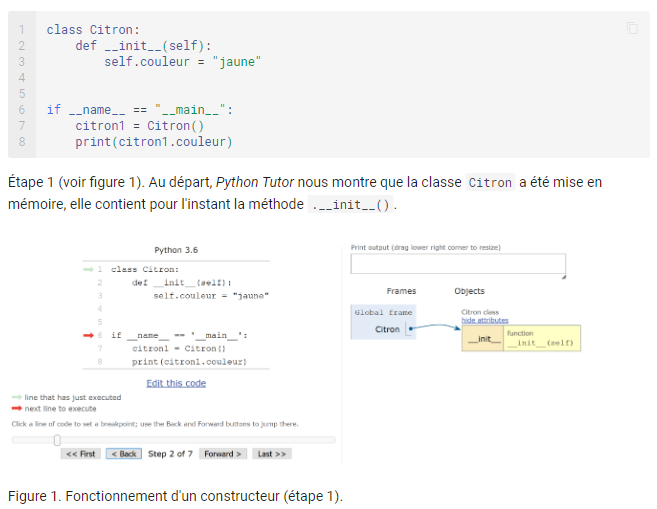 1 class Citron:
2 def __init__(self):
3 self.couleur = "jaune"
4
5
6 if __name__ == "__main__":
7 citron1 = Citron()
8 print(citron1.couleur)
Étape 1 (voir figure 1). Au départ, Python Tutor nous montre que la classe Citron a été mise en
mémoire, elle contient pour l'instant la méthode .__init__() .
Python 3.6
1 class Citron:
2 def __init__(self):
3 self.couleur = "jaune"
4
5
6 if __name__ == '__main__':
7 citron1 = Citron()
8 print(citron1.couleur)
Edit this code
line that has just executed
next line to execute
Click a line of code to set a breakpoint; use the Back and Forward buttons to jump there.
<< First < Back Step 2 of 7 Forward > Last >>
Print output (drag lower right corner to resize)
Frames Objects
Global frame
Citron
Citron class
hide attributes
__init__
function
__init__(self)
Figure 1. Fonctionnement d'un constructeur (étape 1).